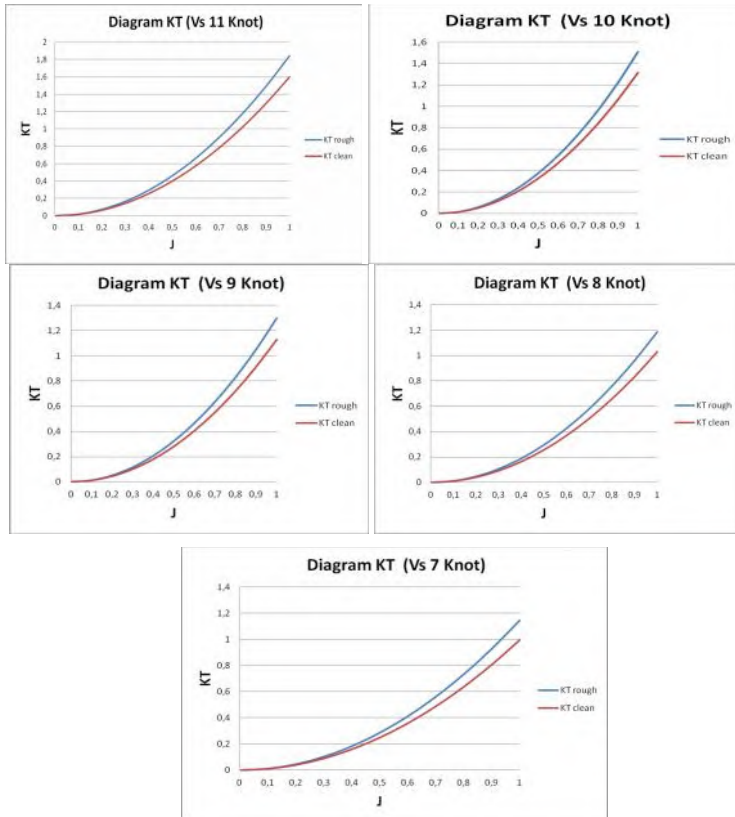 Diagram KT (Vs 11 Knot)
2
1,8
1,6
1,4
1,2
1
0,8
0,6
0,4
0,2
0
KT
0 0,1 0,2 0,3 0,4 0,5 0,6 0,7 0,8 0,9 1
J
KT rough
KT clean
Diagram KT (Vs 10 Knot)
1,6
1,4
1,2
1
0,8
0,6
0,4
0,2
0
KT
0 0,1 0,2 0,3 0,4 0,5 0,6 0,7 0,8 0,9 1
J
KT rough
KT clean
Diagram KT (Vs 9 Knot)
1,4
1,2
1
0,8
0,6
0,4
0,2
0
KT
0 0,1 0,2 0,3 0,4 0,5 0,6 0,7 0,8 0,9 1
J
KT rough
KT clean
Diagram KT (Vs 8 Knot)
1,4
1,2
1
0,8
0,6
0,4
0,2
0
KT
0 0,1 0,2 0,3 0,4 0,5 0,6 0,7 0,8 0,9 1
J
KT rough
KT clean
Diagram KT (Vs 7 Knot)
1,4
1,2
1
0,8
0,6
0,4
0,2
0
KT
0 0,1 0,2 0,3 0,4 0,5 0,6 0,7 0,8 0,9 1
J
KT rough
KT clean